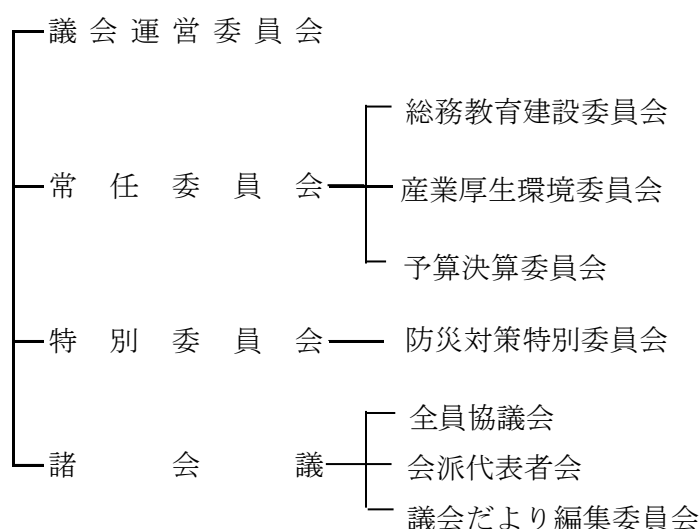 議会運営委員会
総務教育建設委員会
常任委員会
産業厚生環境委員会
予算決算委員会
特別委員会
防災対策特別委員会
全員協議会
諸会議
会派代表者会
議会だより編集委員会